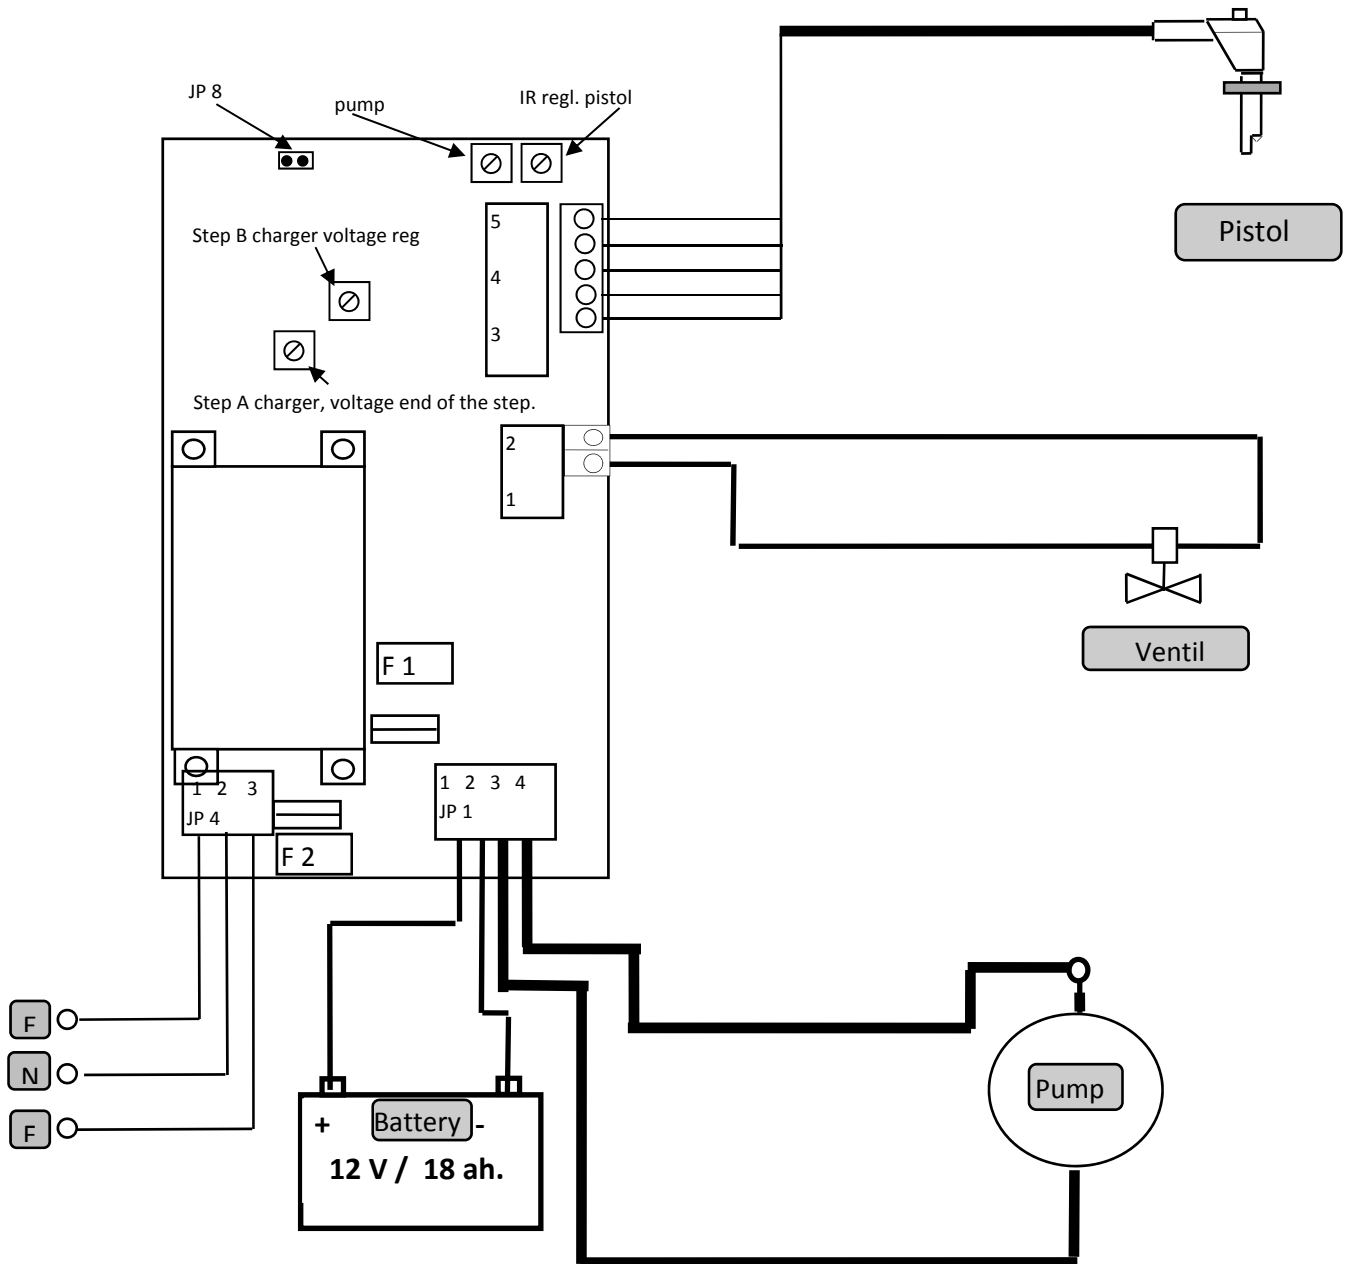 JP 8
pump
IR regl. pistol
Pistol
5
Step B charger voltage reg
4
3
Step A charger, voltage end of the step.
2
1
Ventil
F 1
1 2 3
JP 4
1 2 3 4
JP 1
F 2
F
N
F
Pump
+ Battery -
12 V / 18 ah.